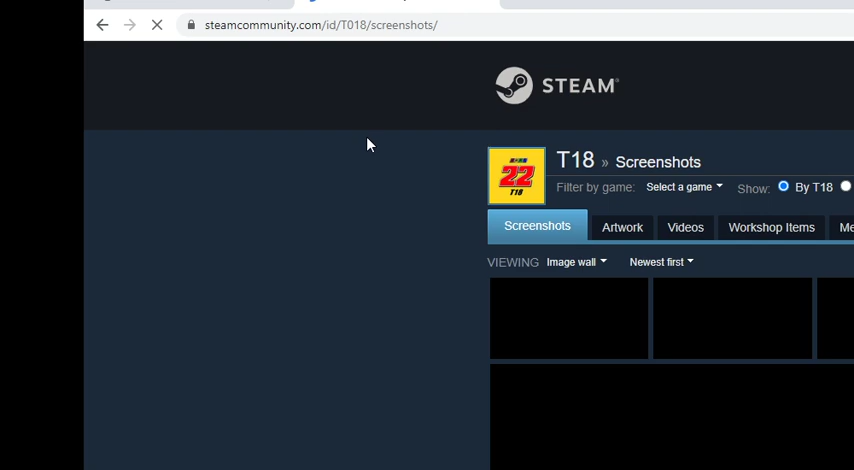 steamcommunity.com/id/T018/screenshots/
STEAM®
T18 » Screenshots
22
T18
Filter by game: Select a game Show: By T18
Screenshots Artwork Videos Workshop Items Me
VIEWING Image wall Newest first